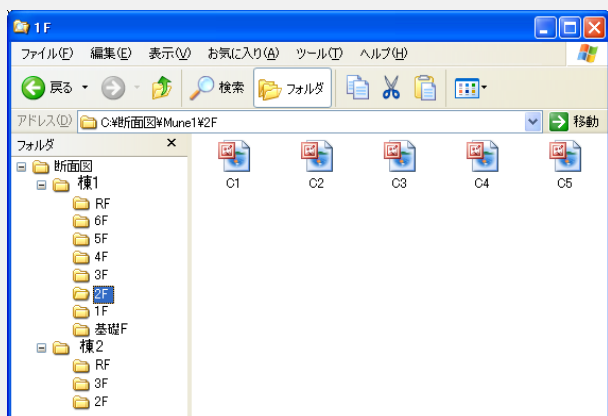 1F
ファイル(F) 編集(E) 表示(V) お気に入り(A) ツール(T) ヘルプ(H)
戻る 検索 フォルダ
アドレス(D) C:¥断面図¥Mune1¥2F 移動
フォルダ ×
断面図
棟1
RF
6F
5F
4F
3F
2F
1F
基礎F
棟2
RF
3F
2F
C1 C2 C3 C4 C5